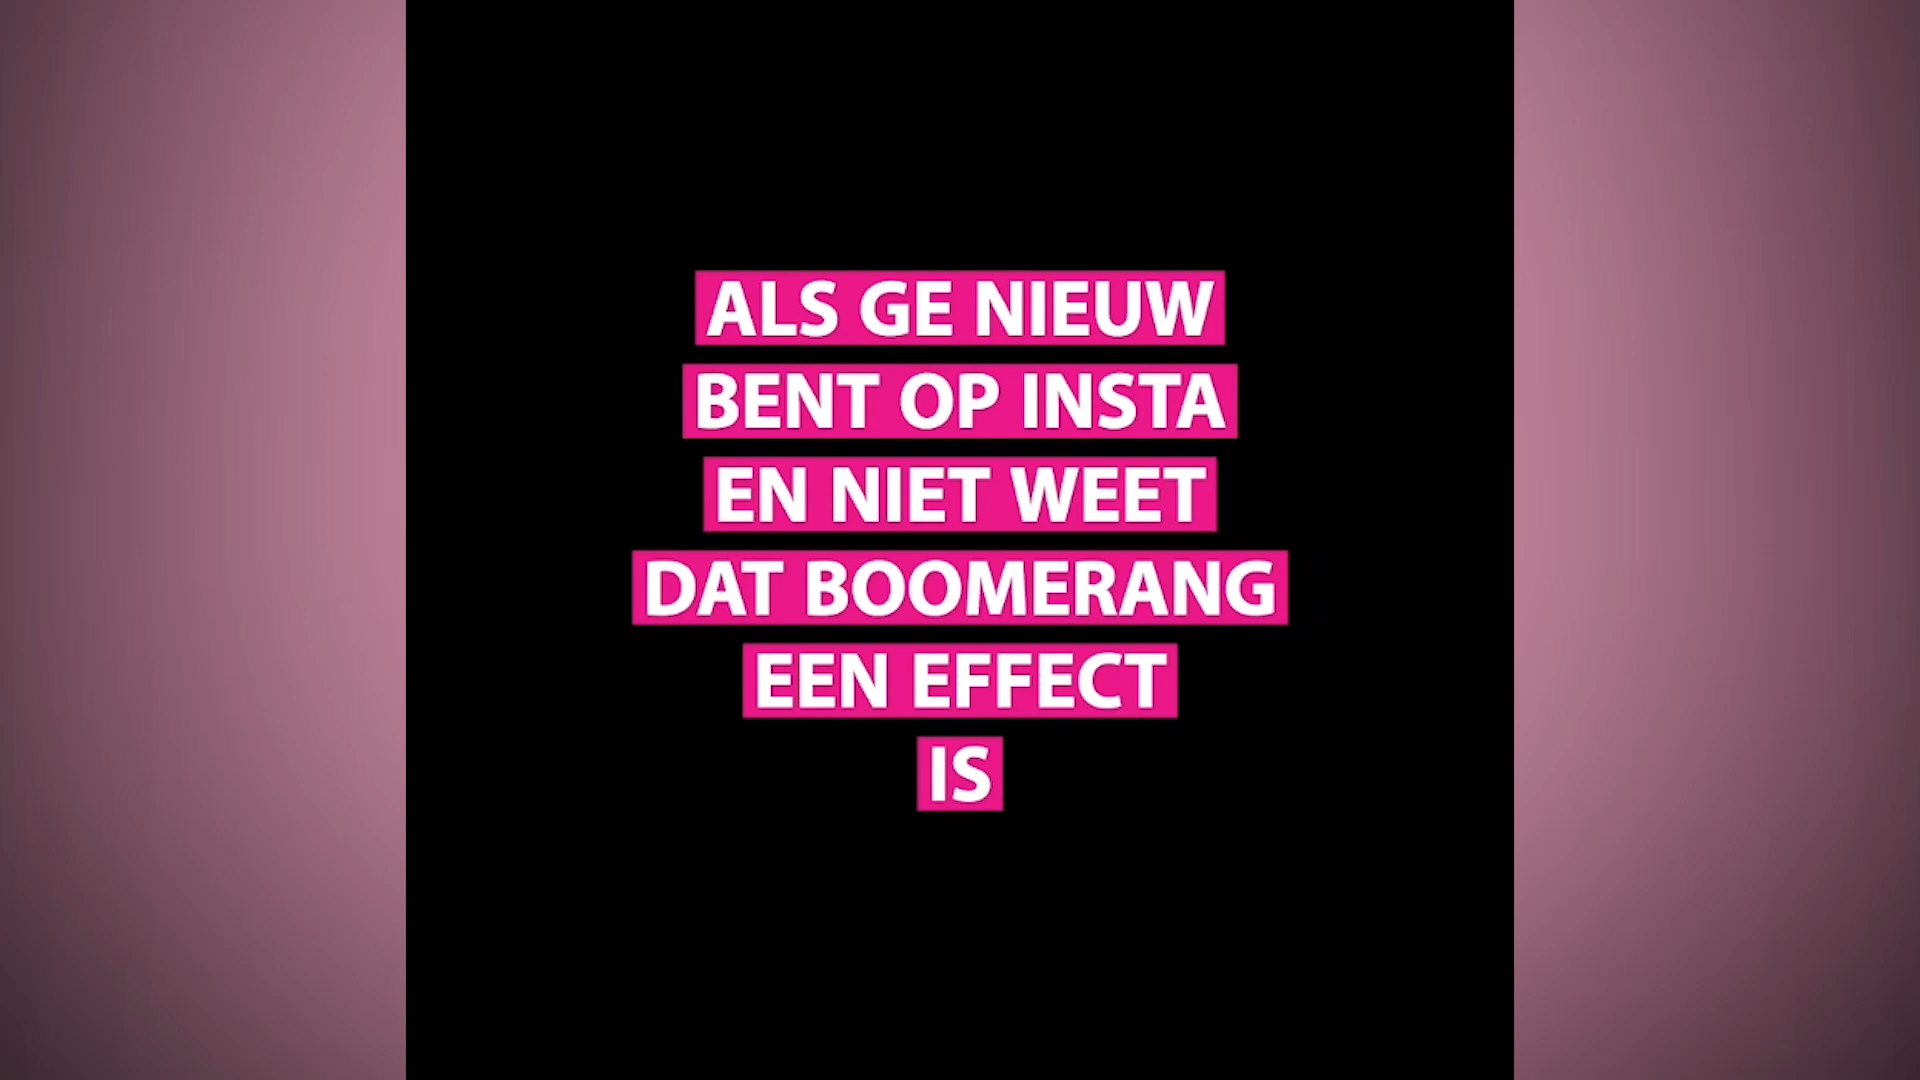 ALS GE NIEUW
BENT OP INSTA
EN NIET WEET
DAT BOOMERANG
EEN EFFECT
IS